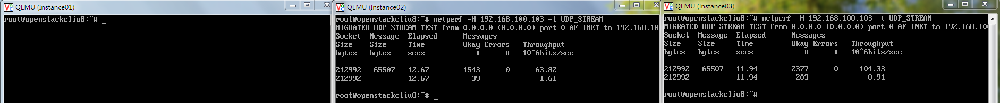 QEMU (Instance01)
root@openstackcliu8:~# _
QEMU (Instance02)
root@openstackcliu8:~# netperf -H 192.168.100.103 -t UDP_STREAM
MIGRATED UDP STREAM TEST from 0.0.0.0 (0.0.0.0) port 0 AF_INET to 192.168.10
Socket  Message  Elapsed      Messages
Size    Size     Time         Okay Errors   Throughput
bytes   bytes    secs            #      #   10^6bits/sec
212992   65507   12.67        1543      0      63.82
212992           12.67          39              1.61
root@openstackcliu8:~# _
QEMU (Instance03)
root@openstackcliu8:~# netperf -H 192.168.100.103 -t UDP_STREAM
MIGRATED UDP STREAM TEST from 0.0.0.0 (0.0.0.0) port 0 AF_INET to 192.168.10
Socket  Message  Elapsed      Messages
Size    Size     Time         Okay Errors   Throughput
bytes   bytes    secs            #      #   10^6bits/sec
212992   65507   11.94        2377      0     104.33
212992           11.94         203              8.91
root@openstackcliu8:~#